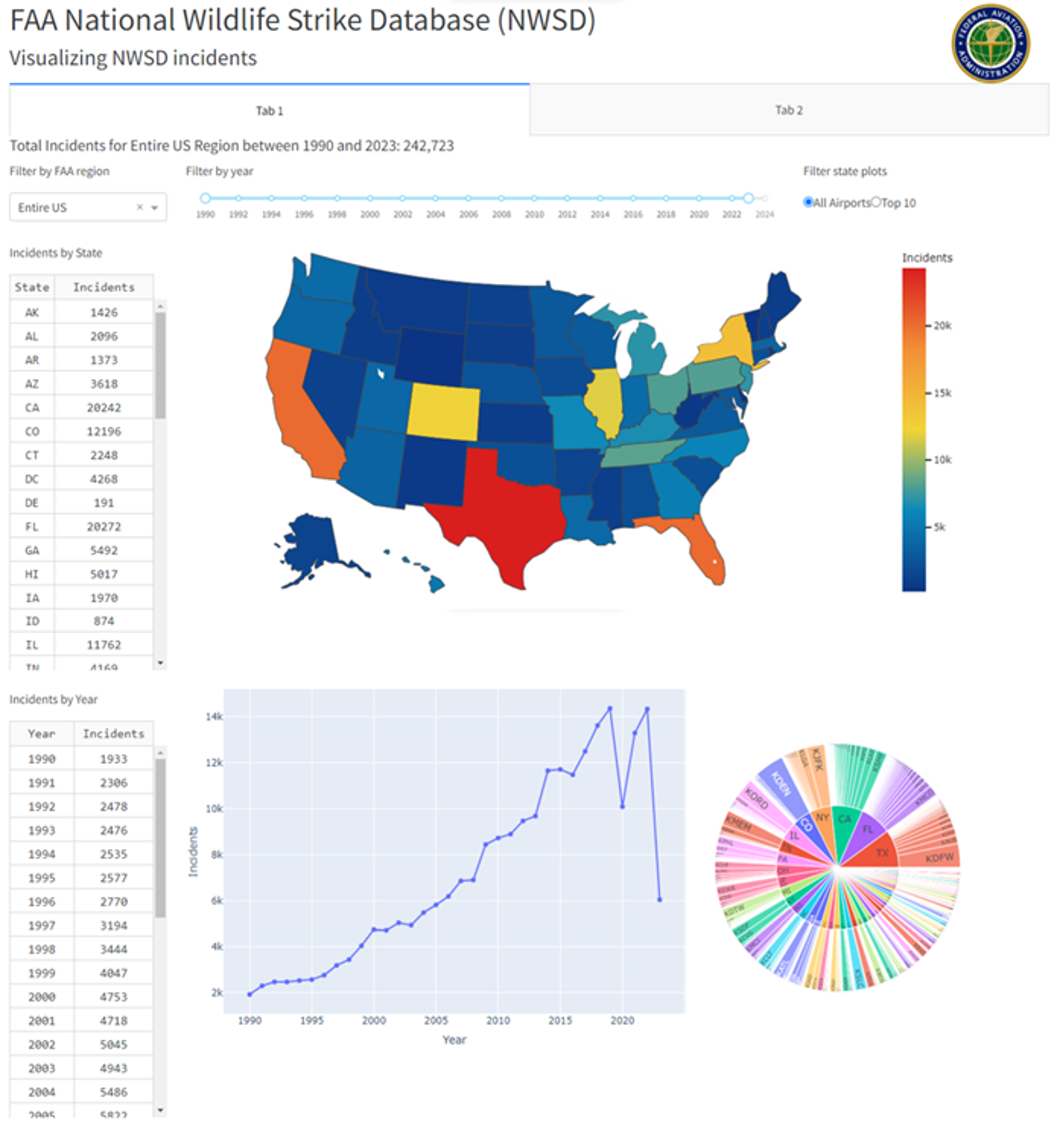 FAA National Wildlife Strike Database (NWSD)
Visualizing NWSD incidents
FEDERAL AVIATION ADMINISTRATION
Tab 1
Tab 2
Total Incidents for Entire US Region between 1990 and 2023: 242,723
Filter by FAA region
Filter by year
Filter state plots
Entire US × 
1990 1992 1994 1996 1998 2000 2002 2004 2006 2008 2010 2012 2014 2016 2018 2020 2022 2024
All Airports Top 10
Incidents by State
State Incidents
AK 1426
AL 2096
AR 1373
AZ 3618
CA 20242
CO 12196
CT 2248
DC 4268
DE 191
FL 20272
GA 5492
HI 5017
IA 1970
ID 874
IL 11762
IN 4169
Incidents
20k
15k
10k
5k
Incidents by Year
Year Incidents
1990 1933
1991 2306
1992 2478
1993 2476
1994 2535
1995 2577
1996 2770
1997 3194
1998 3444
1999 4047
2000 4753
2001 4718
2002 5045
2003 4943
2004 5486
2005 5822
14k
12k
10k
8k
6k
4k
2k
Incidents
1990 1995 2000 2005 2010 2015 2020
Year
KJFK
KDEN
KORD
KMEM
KDTW
KDFW
KMCO
NY
CA
FL
TX
CO
IL
TN
PA
OH
MI